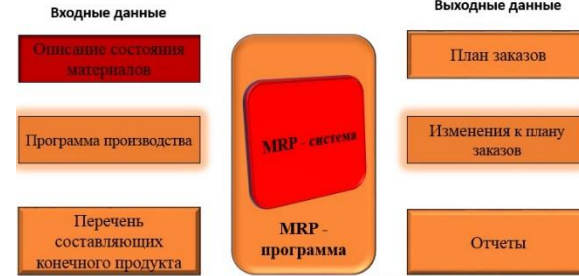 Входные данные
Описание состояния
материалов
Программа производства
Перечень
составляющих
конечного продукта
MRP - система
MRP -
программа
Выходные данные
План заказов
Изменения к плану
заказов
Отчеты